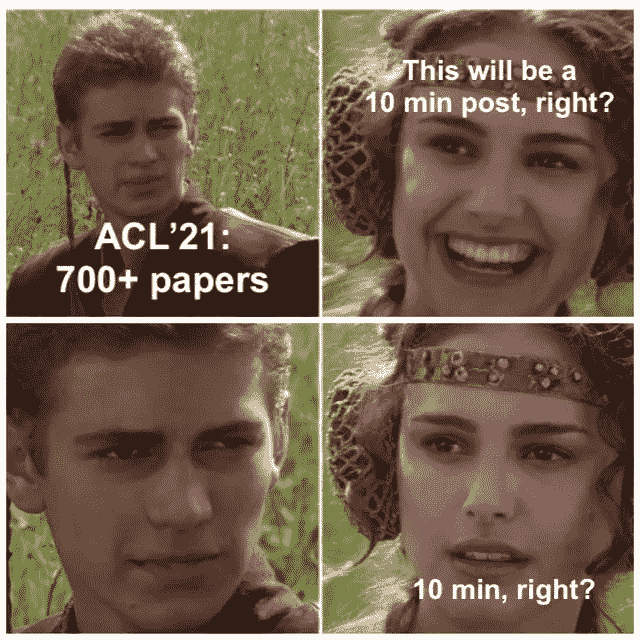 This will be a
10 min post, right?
ACL’21:
700+ papers
10 min, right?